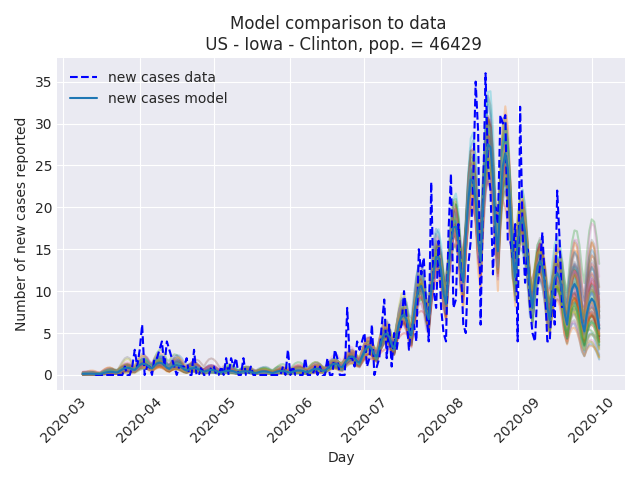 Model comparison to data
US - Iowa - Clinton, pop. = 46429
new cases data
new cases model
Number of new cases reported
35
30
25
20
15
10
5
0
2020-03
2020-04
2020-05
2020-06
2020-07
2020-08
2020-09
2020-10
Day